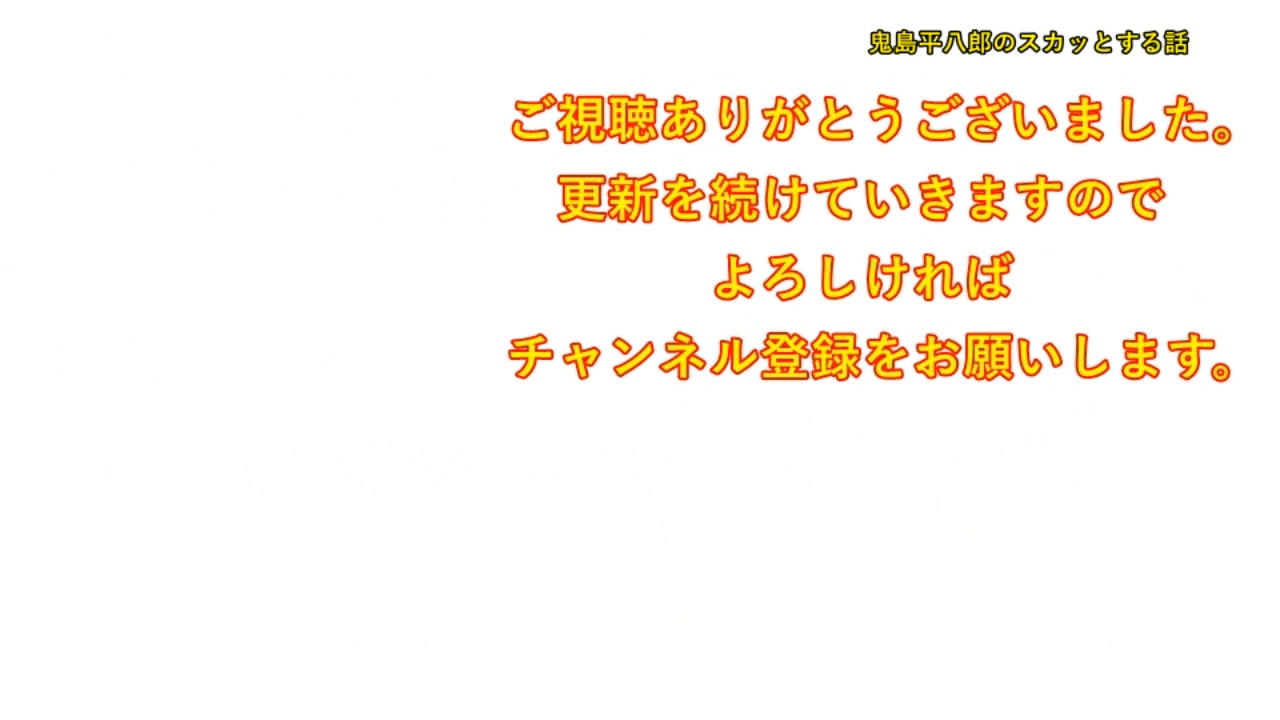 鬼島平八郎のスカッとする話
ご視聴ありがとうございました。
更新を続けていきますので
よろしければ
チャンネル登録をお願いします。